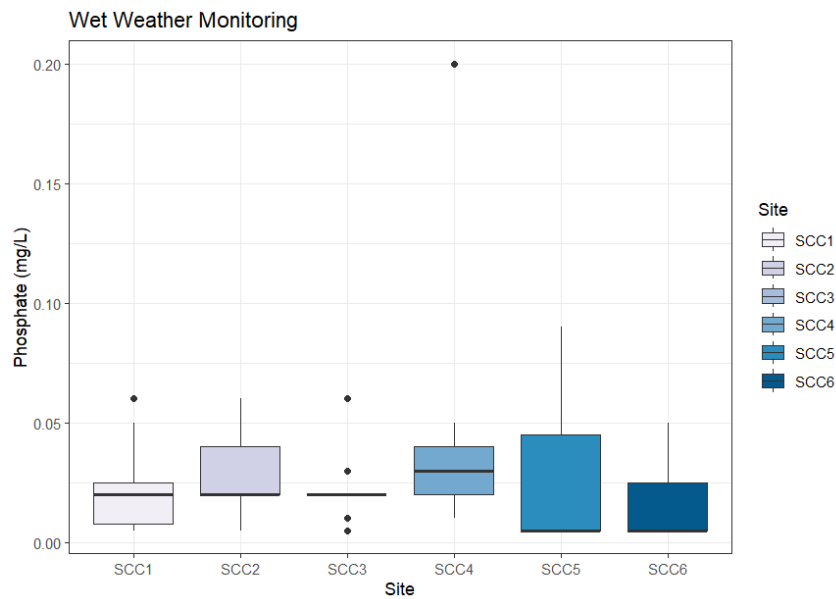 Wet Weather Monitoring
0.20
0.15
0.10
0.05
0.00
Phosphate (mg/L)
SCC1 SCC2 SCC3 SCC4 SCC5 SCC6
Site
Site
SCC1
SCC2
SCC3
SCC4
SCC5
SCC6